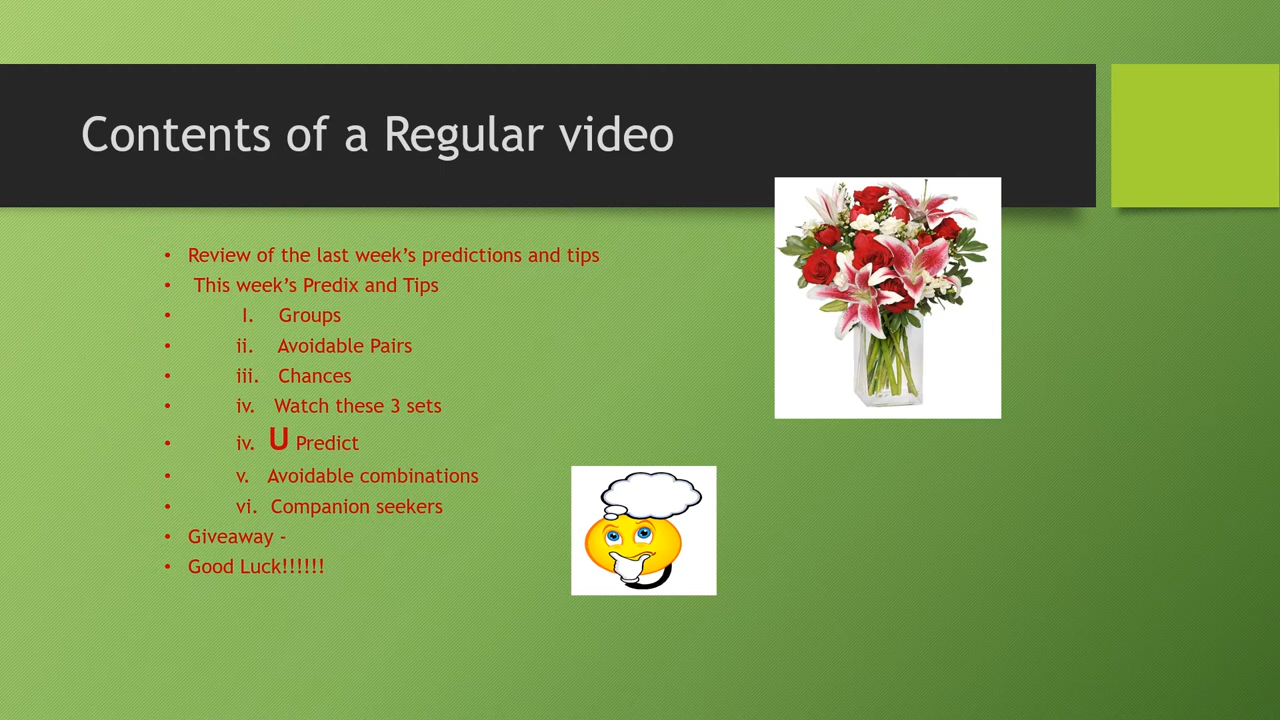 Contents of a Regular video
• Review of the last week’s predictions and tips
• This week’s Predix and Tips
• I. Groups
• ii. Avoidable Pairs
• iii. Chances
• iv. Watch these 3 sets
• iv. U Predict
• v. Avoidable combinations
• vi. Companion seekers
• Giveaway -
• Good Luck!!!!!!